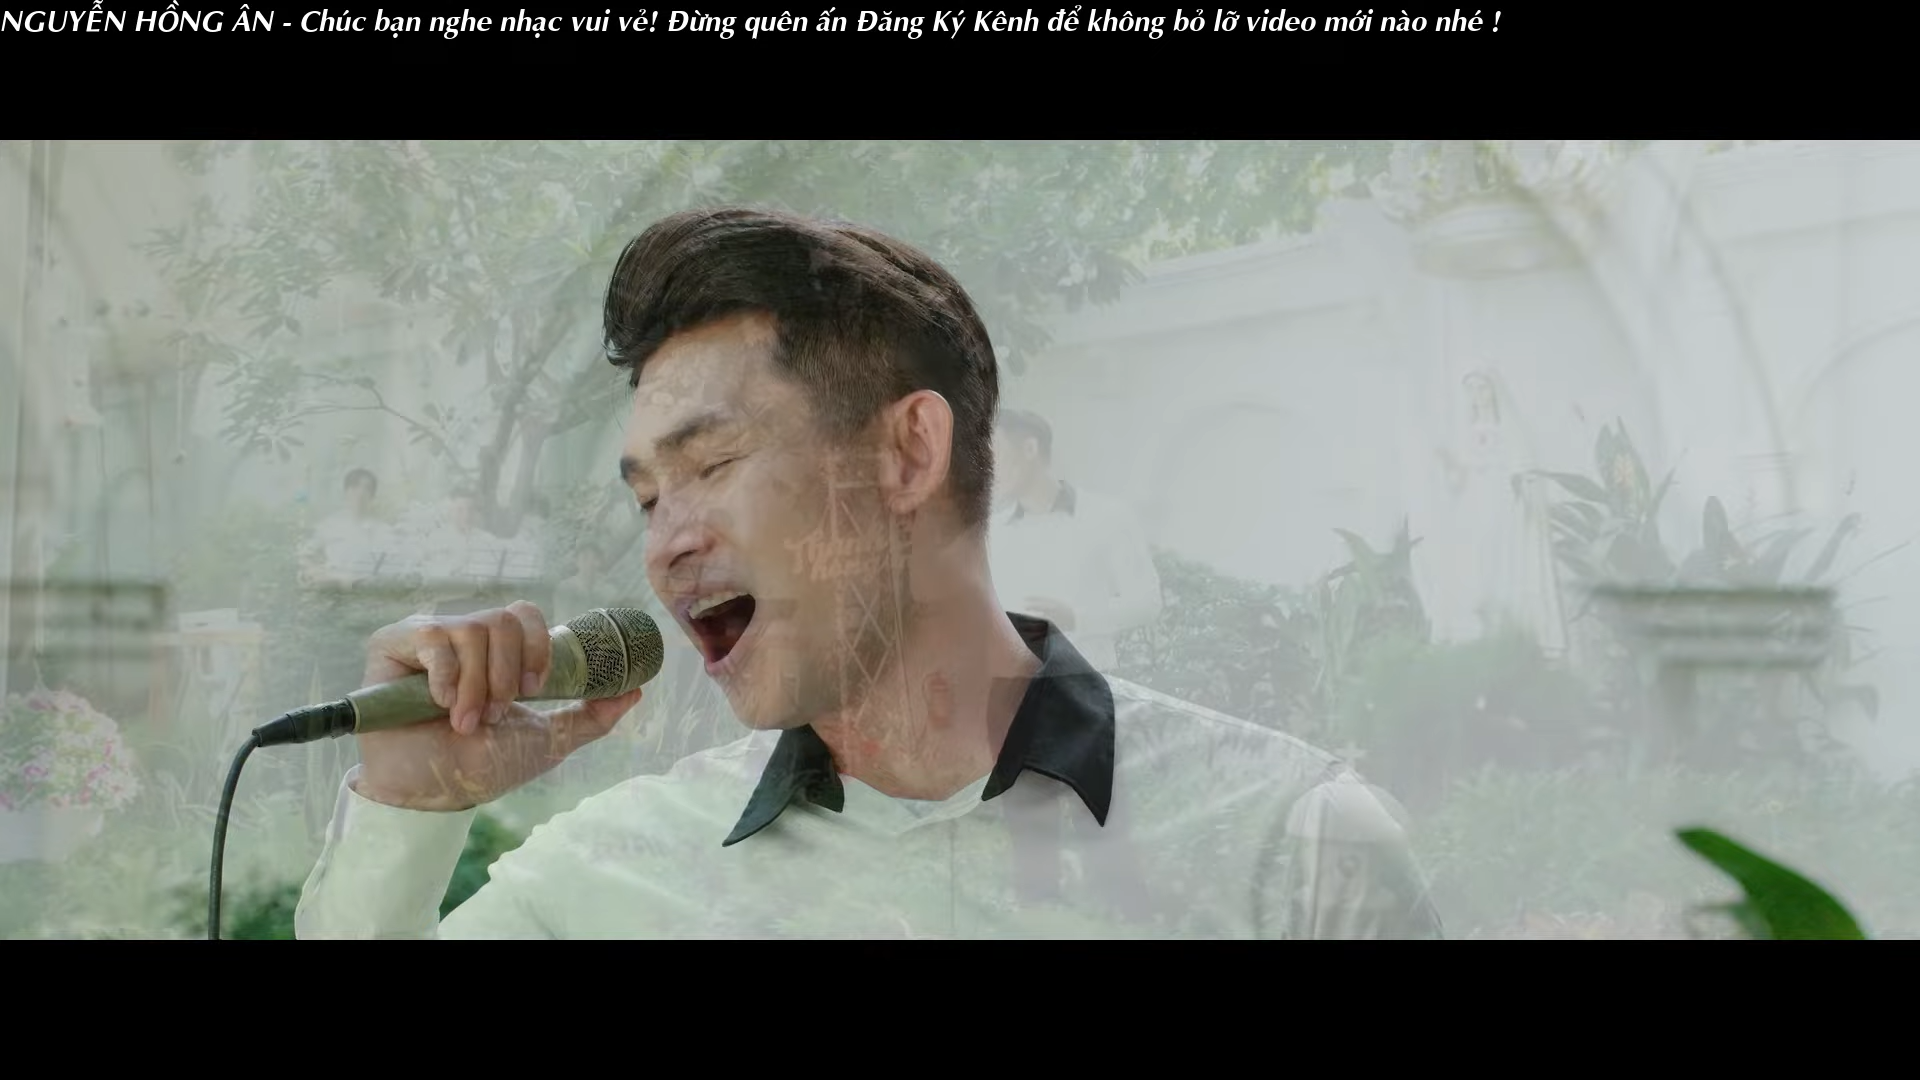 NGUYỄN HỒNG ÂN - Chúc bạn nghe nhạc vui vẻ! Đừng quên ấn Đăng Ký Kênh để không bỏ lỡ video mới nào nhé !